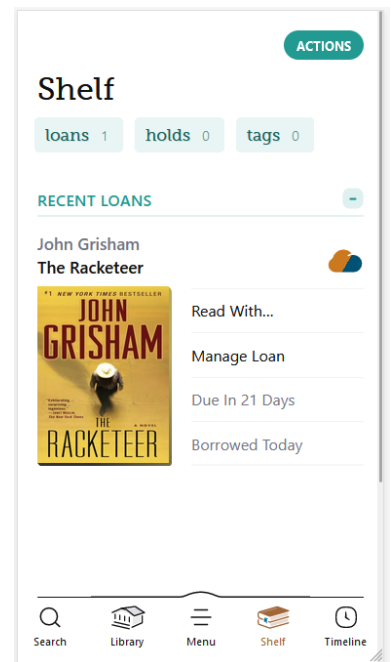 ACTIONS
Shelf
loans 1 holds 0 tags 0
RECENT LOANS
John Grisham
The Racketeer
#1 NEW YORK TIMES BESTSELLER
JOHN
GRISHAM
THE
A NOVEL
RACKETEER
Read With...
Manage Loan
Due In 21 Days
Borrowed Today
Search Library Menu Shelf Timeline